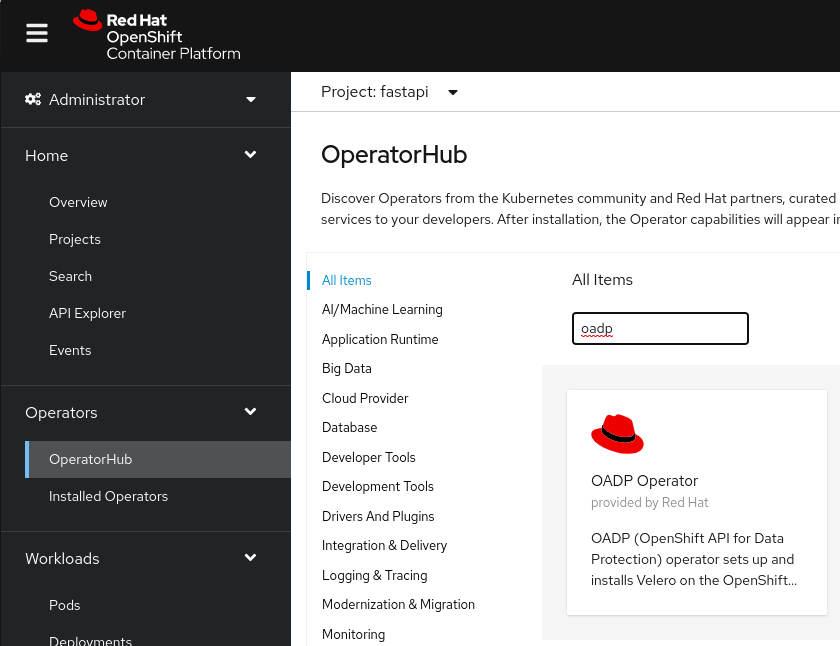 Red Hat
OpenShift
Container Platform
Administrator
Home
Overview
Projects
Search
API Explorer
Events
Operators
OperatorHub
Installed Operators
Workloads
Pods
Deployments
Project: fastapi
OperatorHub
Discover Operators from the Kubernetes community and Red Hat partners, curated
services to your developers. After installation, the Operator capabilities will appear
All Items
AI/Machine Learning
Application Runtime
Big Data
Cloud Provider
Database
Developer Tools
Development Tools
Drivers And Plugins
Integration & Delivery
Logging & Tracing
Modernization & Migration
Monitoring
All Items
oadp
OADP Operator
provided by Red Hat
OADP (OpenShift API for Data
Protection) operator sets up and
installs Velero on the OpenShift...